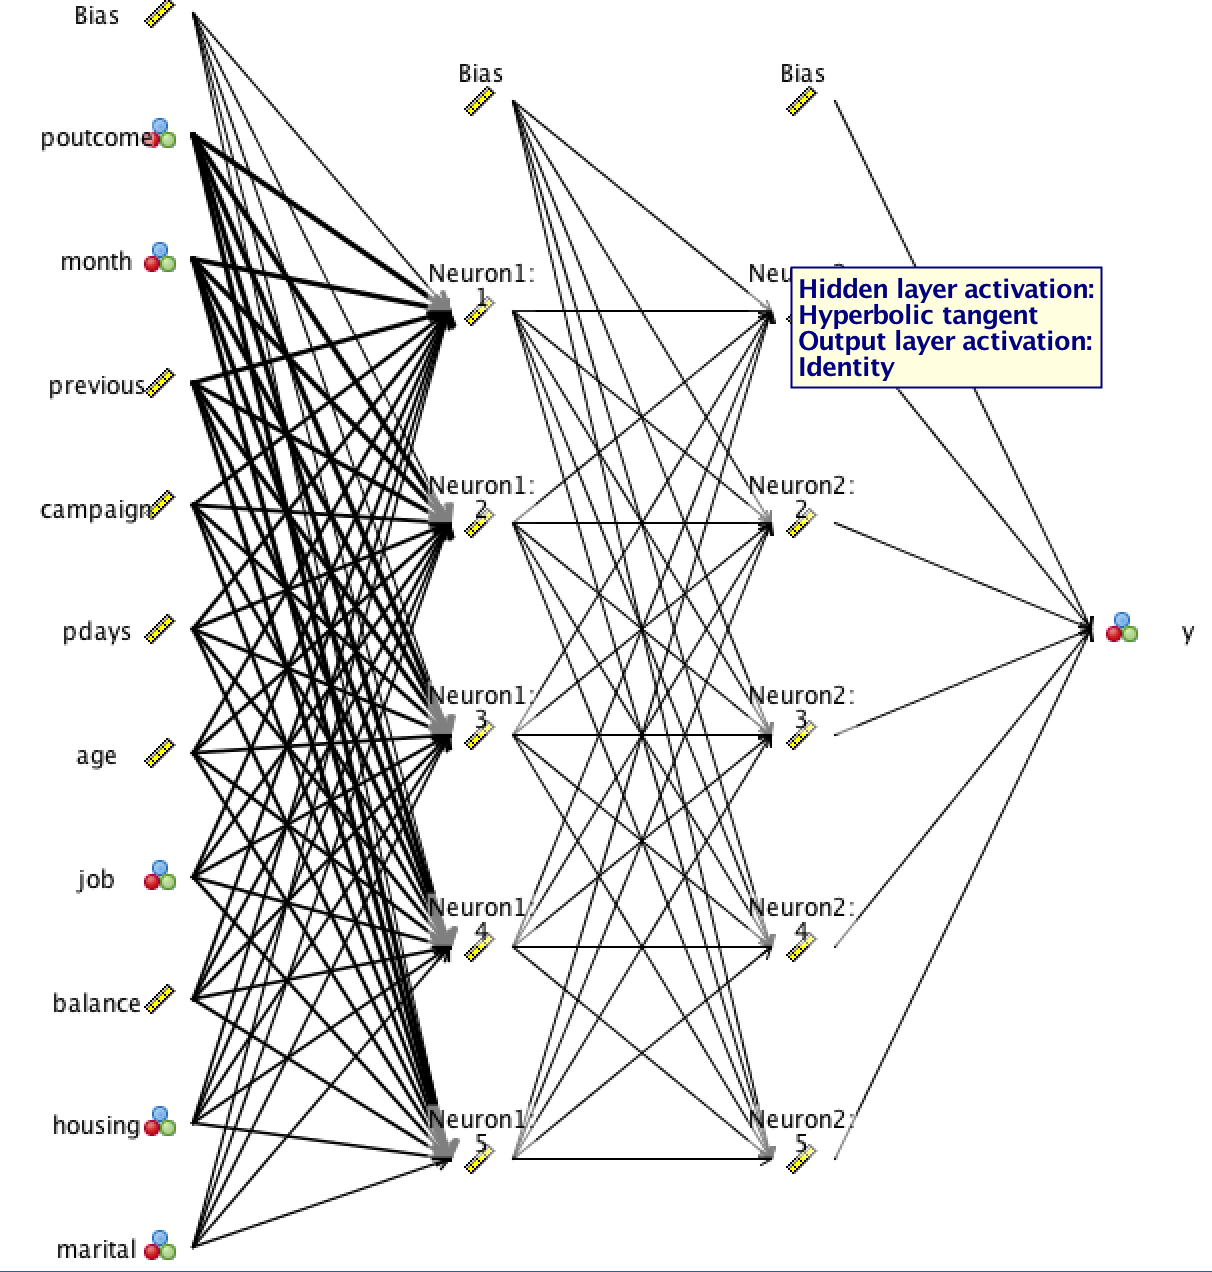 Bias
poutcome
month
previous
campaign
pdays
age
job
balance
housing
marital
Bias
Neuron1:
1
Neuron1:
2
Neuron1:
3
Neuron1:
4
Neuron1:
5
Bias
Neu
Hidden layer activation:
Hyperbolic tangent
Output layer activation:
Identity
Neuron2:
2
Neuron2:
3
Neuron2:
4
Neuron2:
5
y